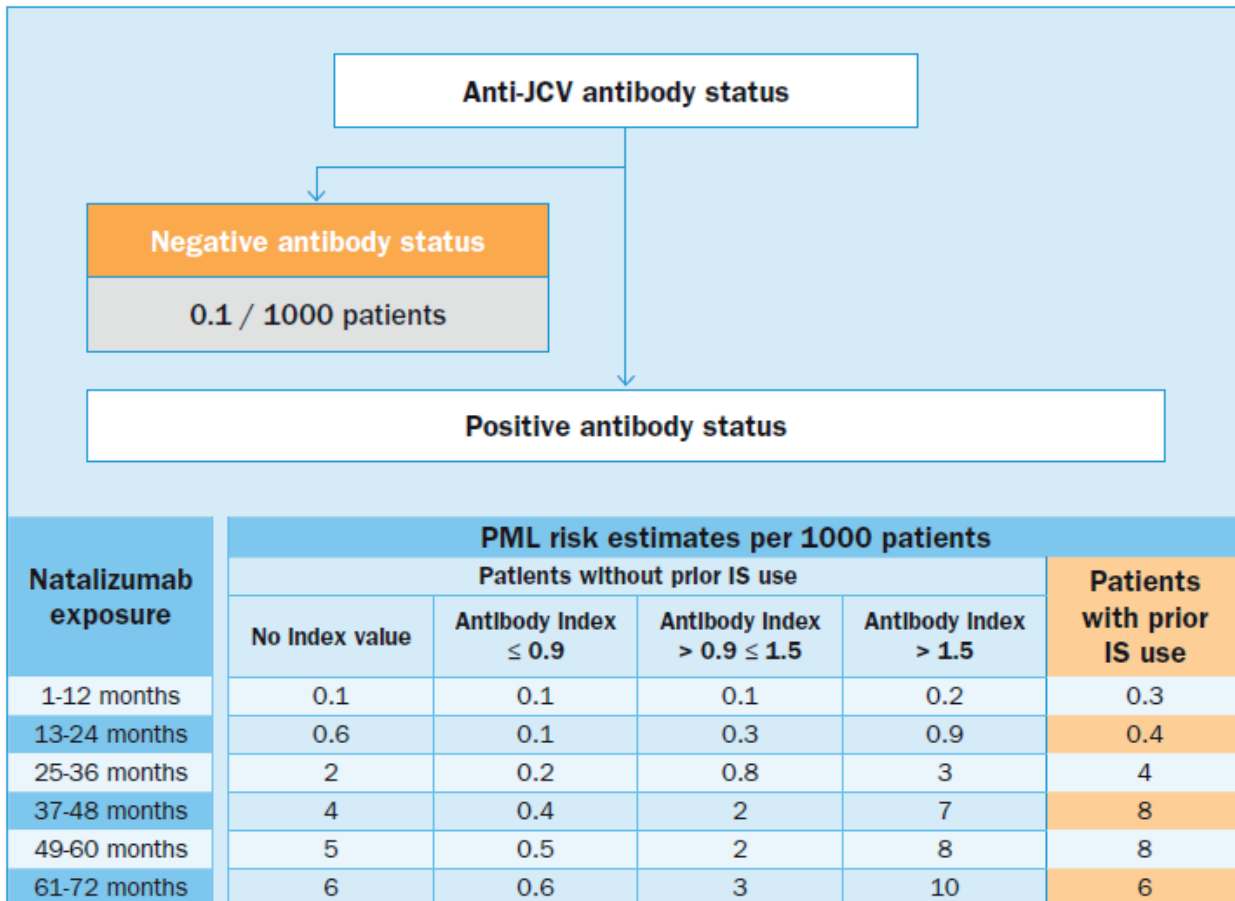 Anti-JCV antibody status
Negative antibody status
0.1 / 1000 patients
Positive antibody status
Natalizumab
exposure
PML risk estimates per 1000 patients
Patients without prior IS use
Patients
with prior
IS use
No Index value
Antibody Index
≤ 0.9
Antibody Index
> 0.9 ≤ 1.5
Antibody Index
> 1.5
1-12 months 0.1 0.1 0.1 0.2 0.3
13-24 months 0.6 0.1 0.3 0.9 0.4
25-36 months 2 0.2 0.8 3 4
37-48 months 4 0.4 2 7 8
49-60 months 5 0.5 2 8 8
61-72 months 6 0.6 3 10 6